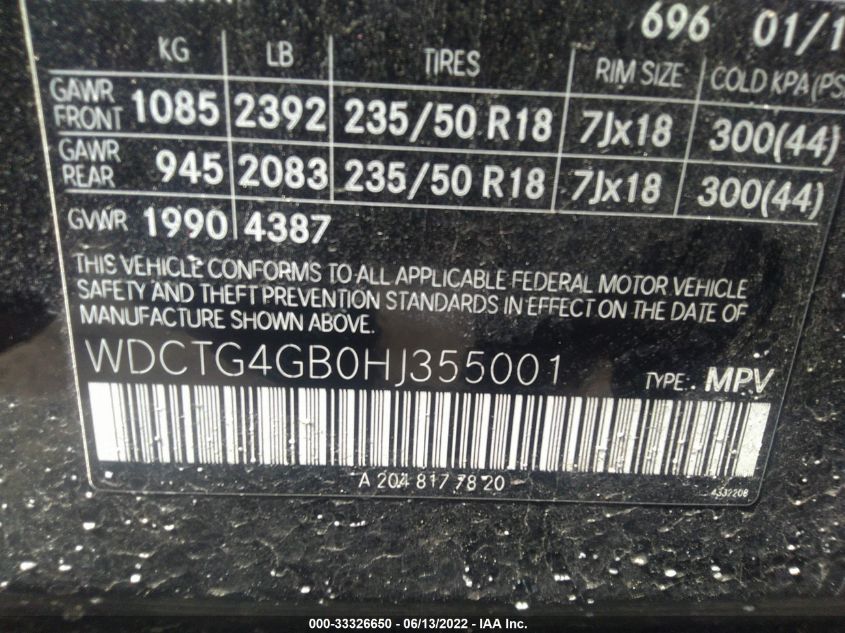 696 01/1
KG LB TIRES RIM SIZE COLD KPA(PS
GAWR FRONT 1085 2392 235/50 R18 7Jx18 300(44)
GAWR REAR 945 2083 235/50 R18 7Jx18 300(44)
GVWR 1990 4387
THIS VEHICLE CONFORMS TO ALL APPLICABLE FEDERAL MOTOR VEHICLE
SAFETY AND THEFT PREVENTION STANDARDS IN EFFECT ON THE DATE OF
MANUFACTURE SHOWN ABOVE.
WDCTG4GB0HJ355001 TYPE: MPV
A 204 817 78 20
4332208
000-33326650 - 06/13/2022 - IAA Inc.